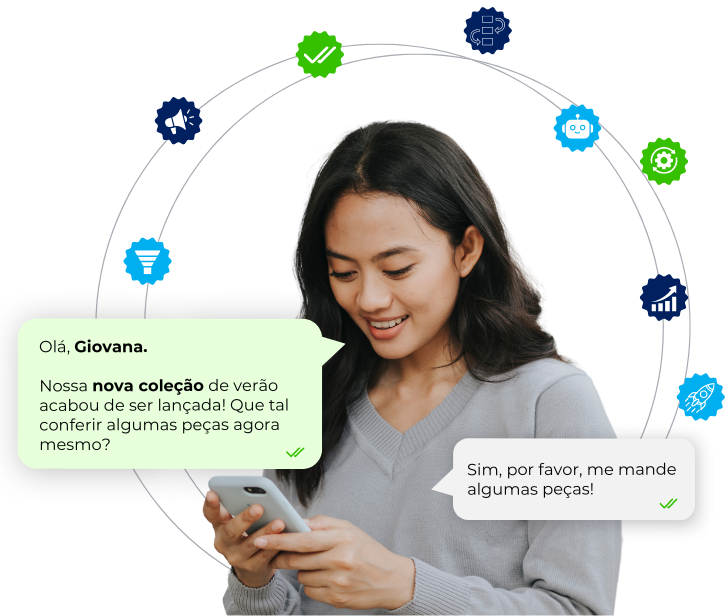 Olá, Giovana.
Nossa nova coleção de verão
acabou de ser lançada! Que tal
conferir algumas peças agora
mesmo?
Sim, por favor, me mande
algumas peças!